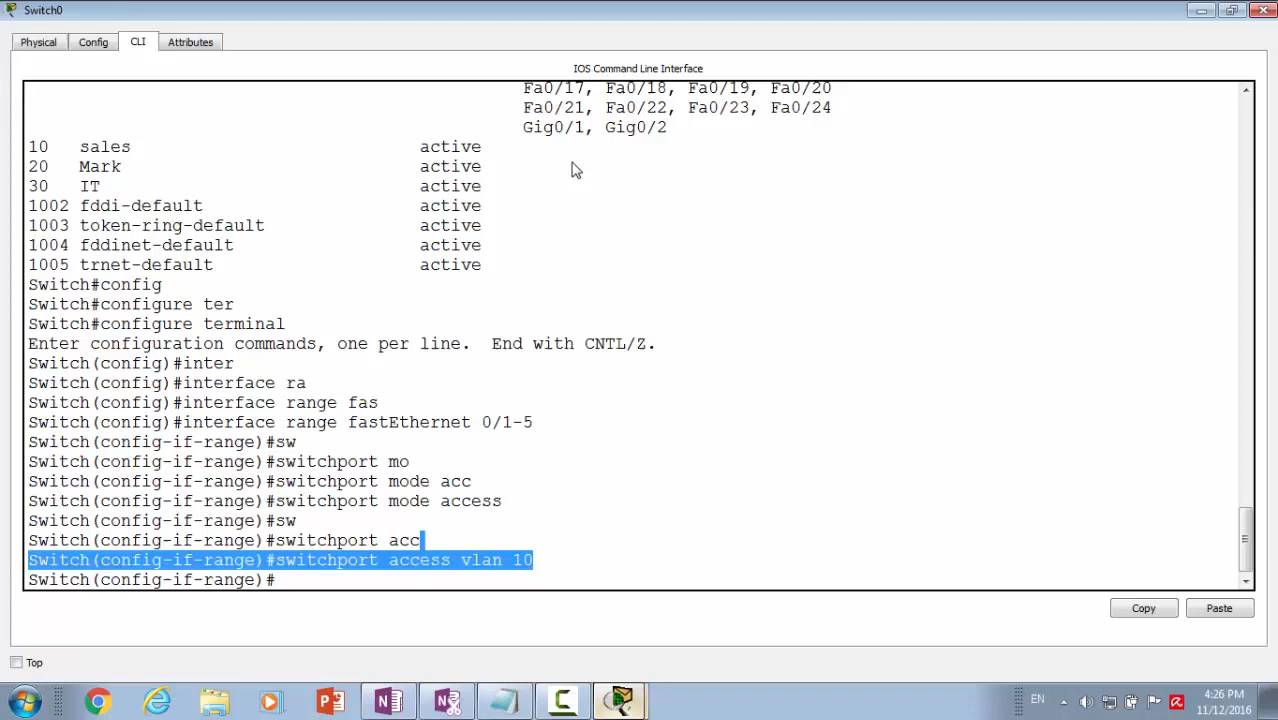 Switch0
Physical Config CLI Attributes
IOS Command Line Interface
Fa0/17, Fa0/18, Fa0/19, Fa0/20
Fa0/21, Fa0/22, Fa0/23, Fa0/24
Gig0/1, Gig0/2
10 sales active
20 Mark active
30 IT active
1002 fddi-default active
1003 token-ring-default active
1004 fddinet-default active
1005 trnet-default active
Switch#config
Switch#configure ter
Switch#configure terminal
Enter configuration commands, one per line. End with CNTL/Z.
Switch(config)#inter
Switch(config)#interface ra
Switch(config)#interface range fas
Switch(config)#interface range fastEthernet 0/1-5
Switch(config-if-range)#sw
Switch(config-if-range)#switchport mo
Switch(config-if-range)#switchport mode acc
Switch(config-if-range)#switchport mode access
Switch(config-if-range)#sw
Switch(config-if-range)#switchport acc
Switch(config-if-range)#switchport access vlan 10
Switch(config-if-range)#
Copy Paste
Top
EN 4:26 PM
11/12/2016